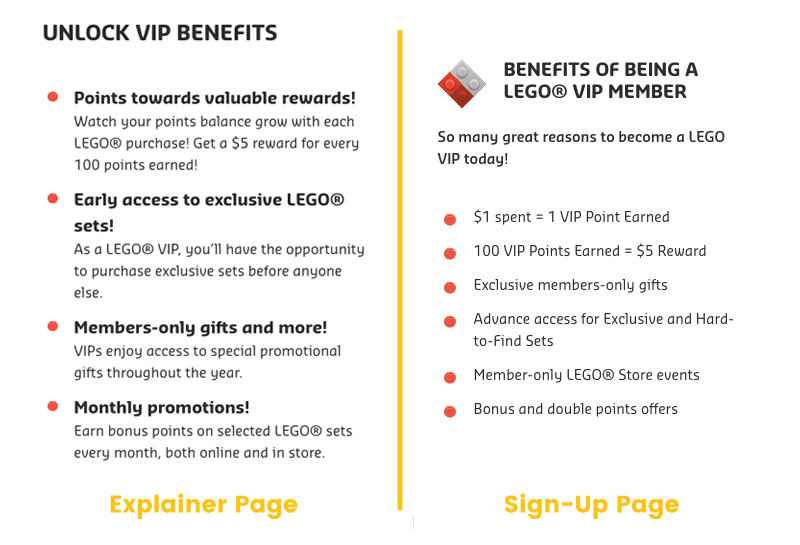 UNLOCK VIP BENEFITS
Points towards valuable rewards!
Watch your points balance grow with each
LEGO® purchase! Get a $5 reward for every
100 points earned!
Early access to exclusive LEGO®
sets!
As a LEGO® VIP, you’ll have the opportunity
to purchase exclusive sets before anyone
else.
Members-only gifts and more!
VIPs enjoy access to special promotional
gifts throughout the year.
Monthly promotions!
Earn bonus points on selected LEGO® sets
every month, both online and in store.
Explainer Page
BENEFITS OF BEING A
LEGO® VIP MEMBER
So many great reasons to become a LEGO
VIP today!
$1 spent = 1 VIP Point Earned
100 VIP Points Earned = $5 Reward
Exclusive members-only gifts
Advance access for Exclusive and Hard-
to-Find Sets
Member-only LEGO® Store events
Bonus and double points offers
Sign-Up Page